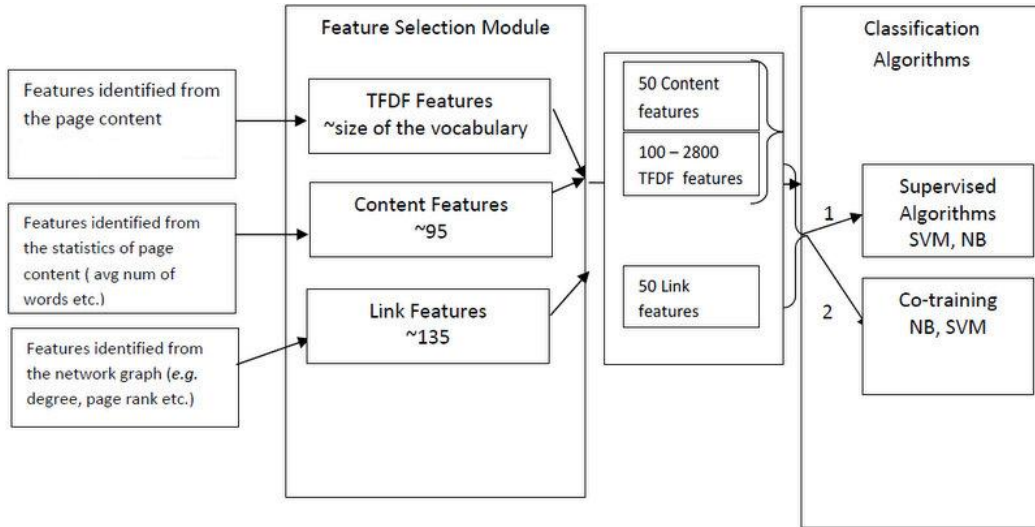 Features identified from
the page content
Features identified from
the statistics of page
content ( avg num of
words etc.)
Features identified from
the network graph (e.g.
degree, page rank etc.)
Feature Selection Module
TFDF Features
~size of the vocabulary
Content Features
~95
Link Features
~135
50 Content
features
100 – 2800
TFDF features
50 Link
features
Classification
Algorithms
1
Supervised
Algorithms
SVM, NB
2
Co-training
NB, SVM